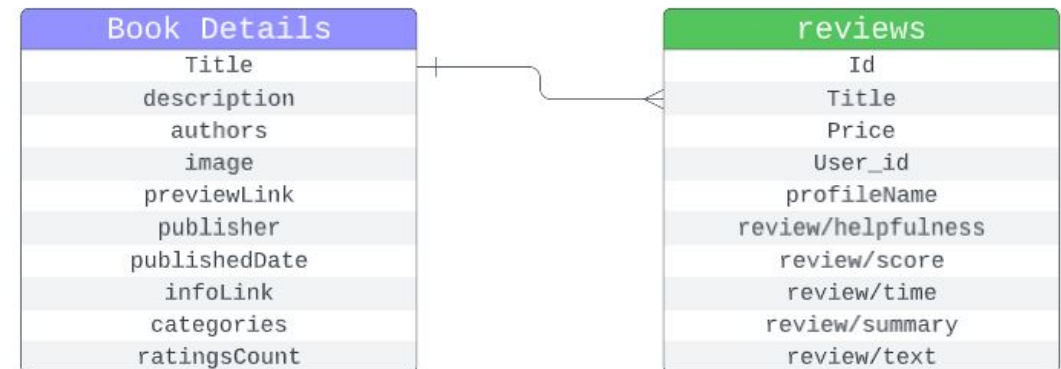 Book Details
Title
description
authors
image
previewLink
publisher
publishedDate
infoLink
categories
ratingsCount
reviews
Id
Title
Price
User_id
profileName
review/helpfulness
review/score
review/time
review/summary
review/text